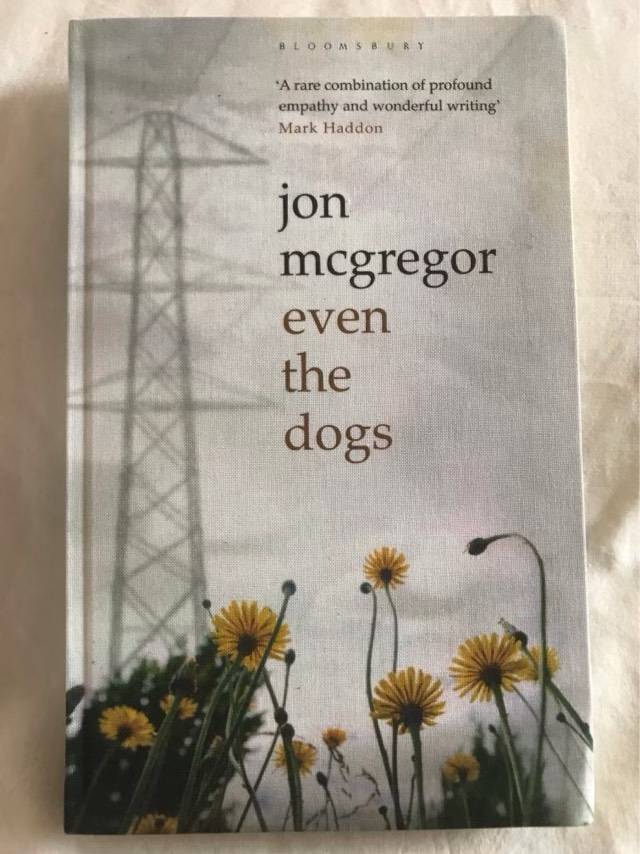 BLOOMSBURY
‘A rare combination of profound
empathy and wonderful writing’
Mark Haddon
jon
mcgregor
even
the
dogs